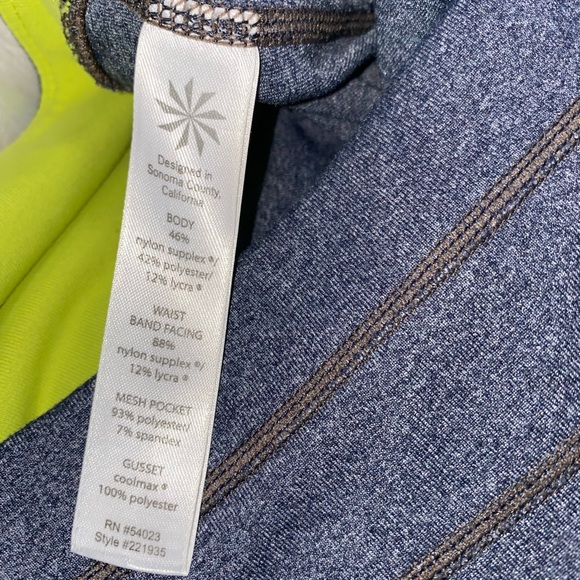 Designed in
Sonoma County,
California
BODY
46%
nylon supplex ®/
42% polyester/
12% lycra ®
WAIST
BAND FACING
88%
nylon supplex ®/
12% lycra ®
MESH POCKET
93% polyester/
7% spandex
GUSSET
coolmax ®
100% polyester
RN #54023
Style #221935